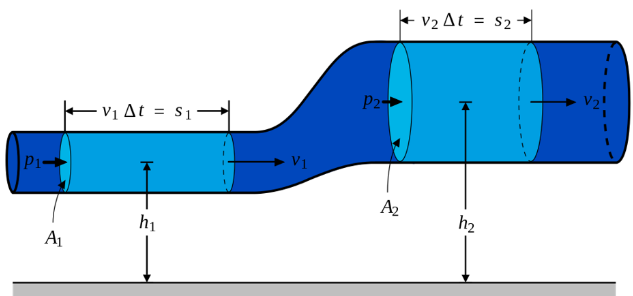 v₂ Δt = s₂
v₁ Δt = s₁
p₂
v₂
p₁
v₁
A₂
h₁
h₂
A₁